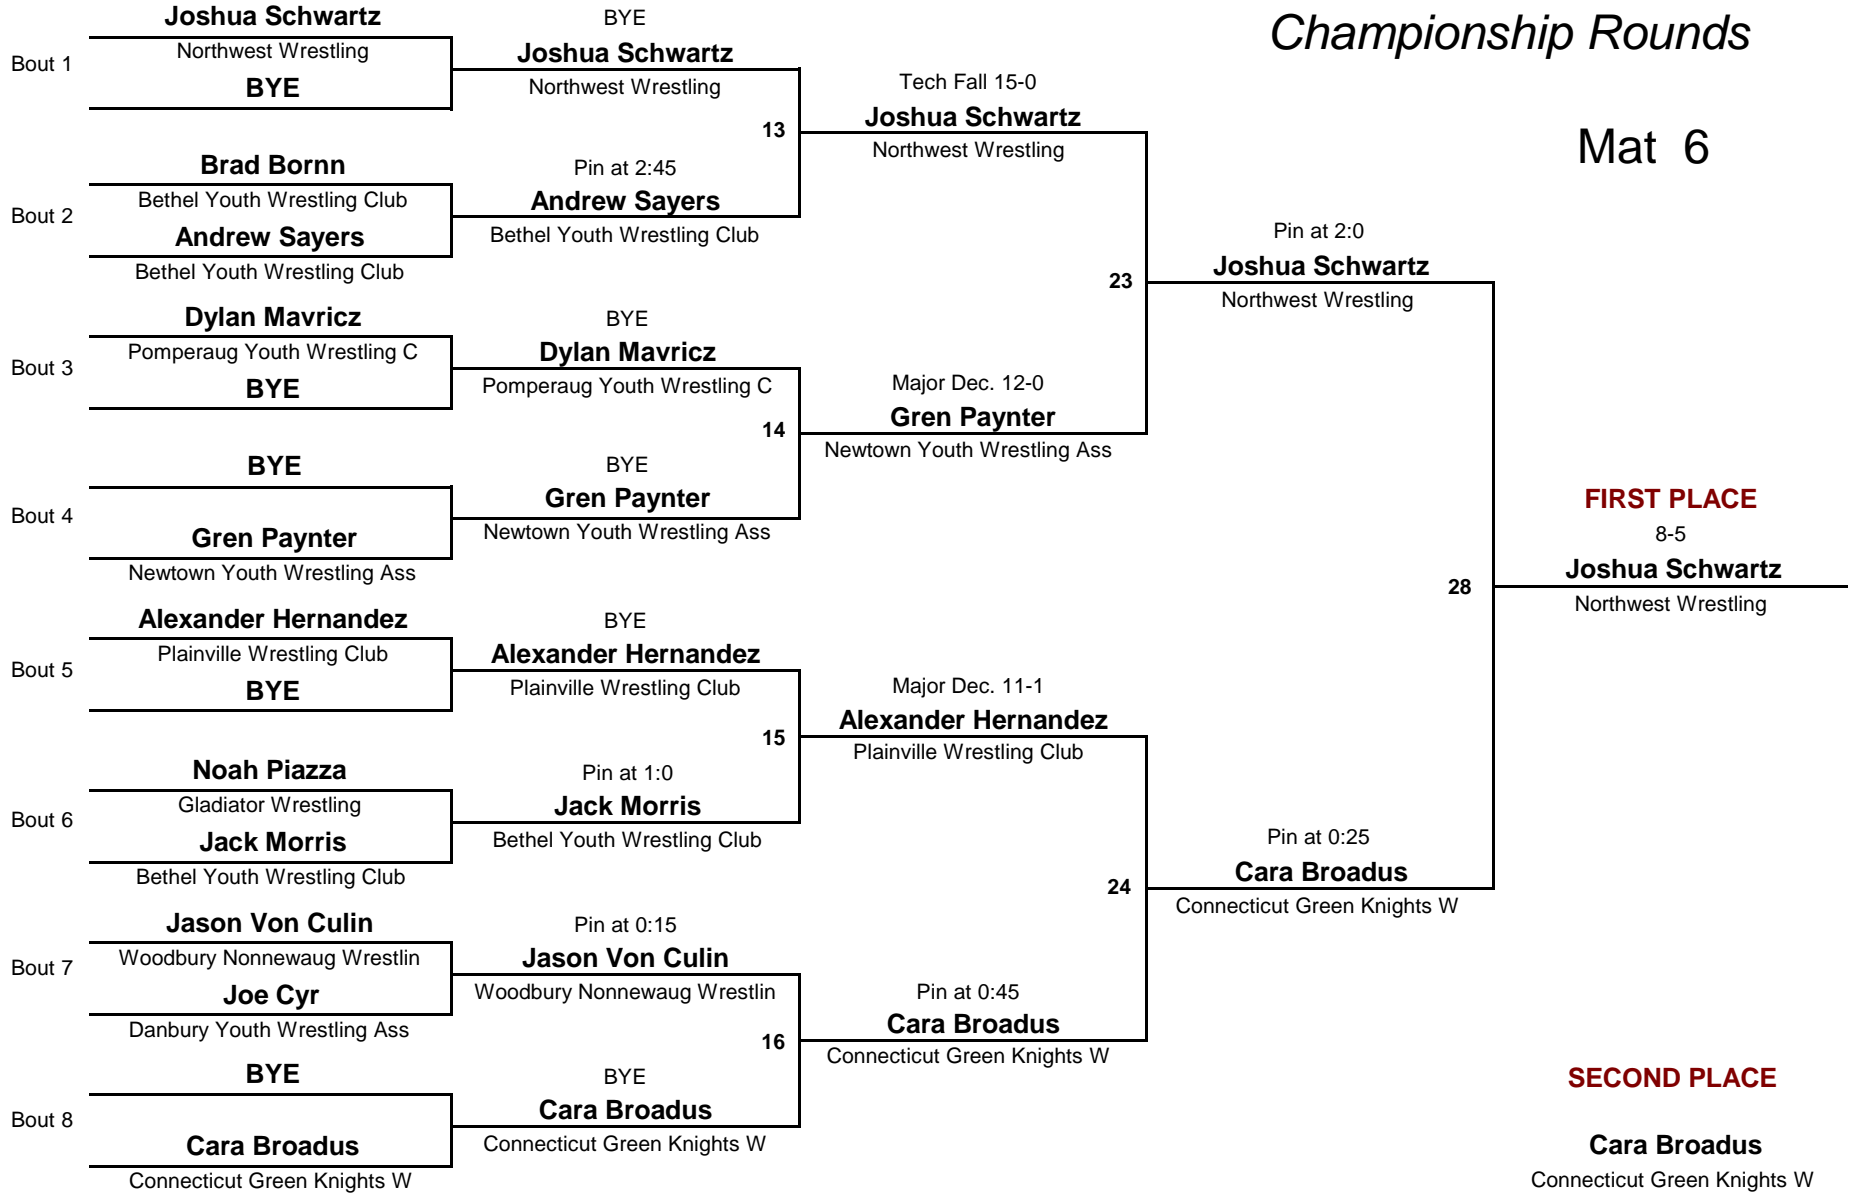 Championship Rounds
Mat 6
Bout 1
Joshua Schwartz
Northwest Wrestling
BYE
Bout 2
Brad Bornn
Bethel Youth Wrestling Club
Andrew Sayers
Bethel Youth Wrestling Club
Bout 3
Dylan Mavricz
Pomperaug Youth Wrestling C
BYE
Bout 4
BYE
Gren Paynter
Newtown Youth Wrestling Ass
Bout 5
Alexander Hernandez
Plainville Wrestling Club
BYE
Bout 6
Noah Piazza
Gladiator Wrestling
Jack Morris
Bethel Youth Wrestling Club
Bout 7
Jason Von Culin
Woodbury Nonnewaug Wrestlin
Joe Cyr
Danbury Youth Wrestling Ass
Bout 8
BYE
Cara Broadus
Connecticut Green Knights W
BYE
Joshua Schwartz
Northwest Wrestling
13
Pin at 2:45
Andrew Sayers
Bethel Youth Wrestling Club
BYE
Dylan Mavricz
Pomperaug Youth Wrestling C
14
BYE
Gren Paynter
Newtown Youth Wrestling Ass
BYE
Alexander Hernandez
Plainville Wrestling Club
15
Pin at 1:0
Jack Morris
Bethel Youth Wrestling Club
Pin at 0:15
Jason Von Culin
Woodbury Nonnewaug Wrestlin
16
BYE
Cara Broadus
Connecticut Green Knights W
Tech Fall 15-0
Joshua Schwartz
Northwest Wrestling
23
Major Dec. 12-0
Gren Paynter
Newtown Youth Wrestling Ass
Major Dec. 11-1
Alexander Hernandez
Plainville Wrestling Club
24
Pin at 0:45
Cara Broadus
Connecticut Green Knights W
Pin at 2:0
Joshua Schwartz
Northwest Wrestling
28
Pin at 0:25
Cara Broadus
Connecticut Green Knights W
FIRST PLACE
8-5
Joshua Schwartz
Northwest Wrestling
SECOND PLACE
Cara Broadus
Connecticut Green Knights W